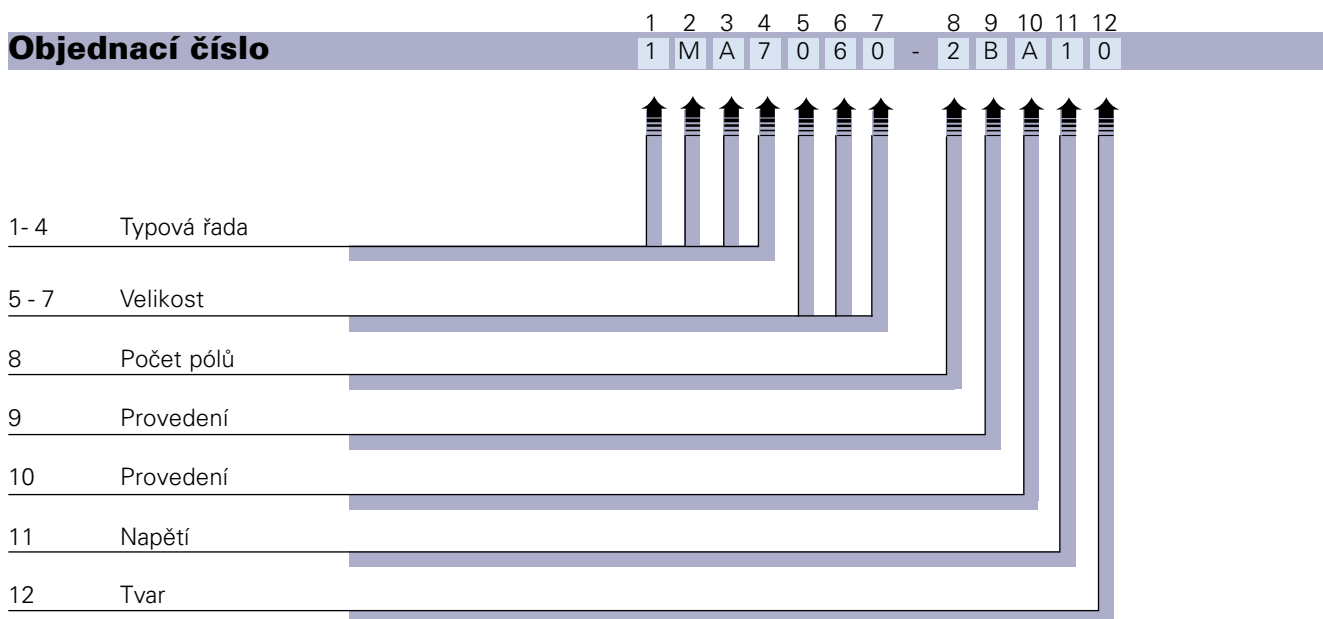 1 2 3 4 5 6 7 8 9 10 11 12
Objednací číslo 1 M A 7 0 6 0 - 2 B A 1 0
1- 4 Typová řada
5 - 7 Velikost
8 Počet pólů
9 Provedení
10 Provedení
11 Napětí
12 Tvar